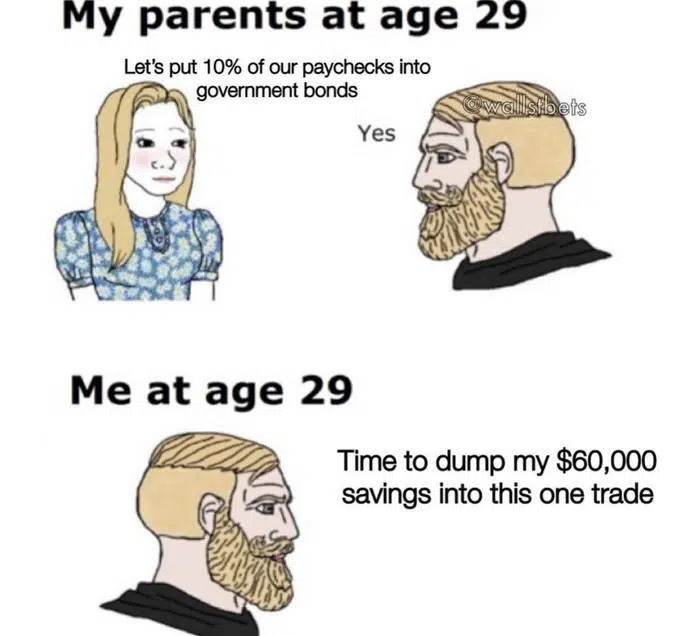 My parents at age 29
Let's put 10% of our paychecks into
government bonds
@wallstbets
Yes
Me at age 29
Time to dump my $60,000
savings into this one trade